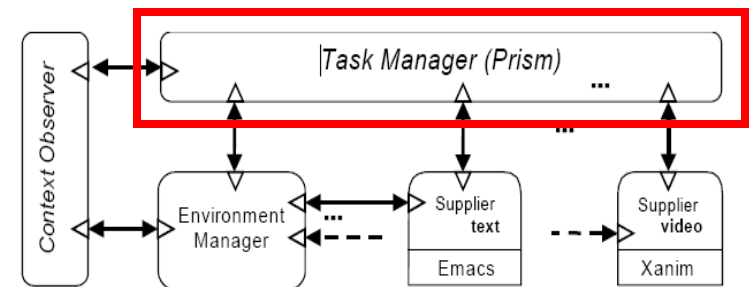 Context Observer
Task Manager (Prism)
...
...
Environment
Manager
...
Supplier
text
Emacs
Supplier
video
Xanim